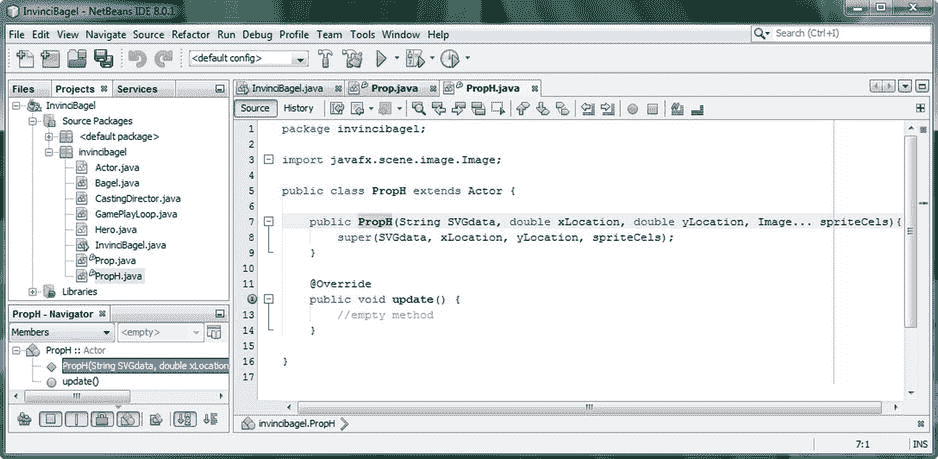 InvinciBagel - NetBeans IDE 8.0.1
File Edit View Navigate Source Refactor Run Debug Profile Team Tools Window Help
Search (Ctrl+I)
<default config>
Files Projects Services
InvinciBagel
Source Packages
<default package>
invincibagel
Actor.java
Bagel.java
CastingDirector.java
GamePlayLoop.java
Hero.java
InvinciBagel.java
Prop.java
PropH.java
Libraries
PropH - Navigator
Members <empty>
PropH :: Actor
PropH(String SVGdata, double xLocation
update()
InvinciBagel.java Prop.java PropH.java
Source History
1 package invincibagel;
2
3 import javafx.scene.image.Image;
4
5 public class PropH extends Actor {
6
7 public PropH(String SVGdata, double xLocation, double yLocation, Image... spriteCels){
8 super(SVGdata, xLocation, yLocation, spriteCels);
9 }
10
11 @Override
public void update() {
13 //empty method
14 }
15
16 }
17
invincibagel.PropH
7:1 INS